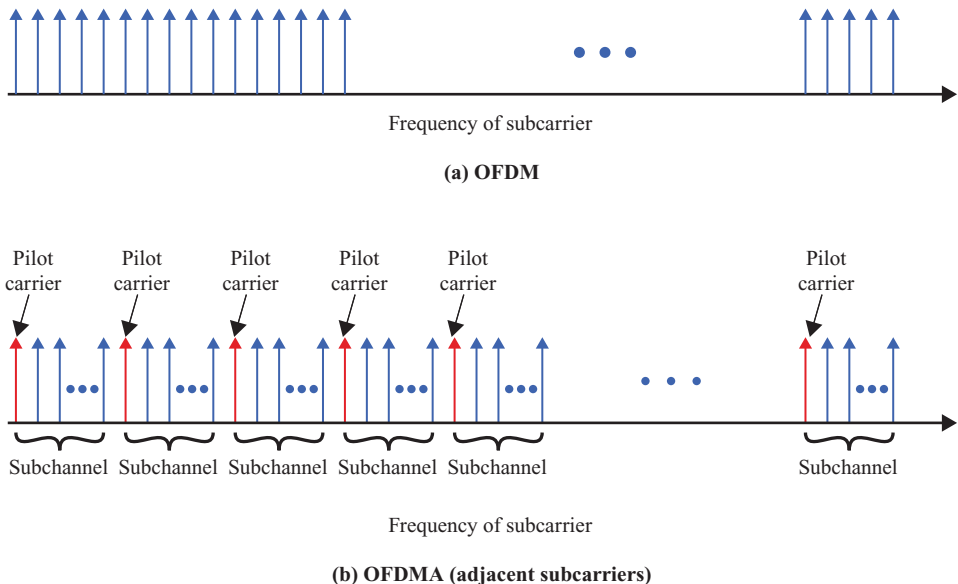 Frequency of subcarrier
(a) OFDM
Pilot
carrier
Pilot
carrier
Pilot
carrier
Pilot
carrier
Pilot
carrier
Pilot
carrier
Subchannel
Subchannel
Subchannel
Subchannel
Subchannel
Subchannel
Frequency of subcarrier
(b) OFDMA (adjacent subcarriers)